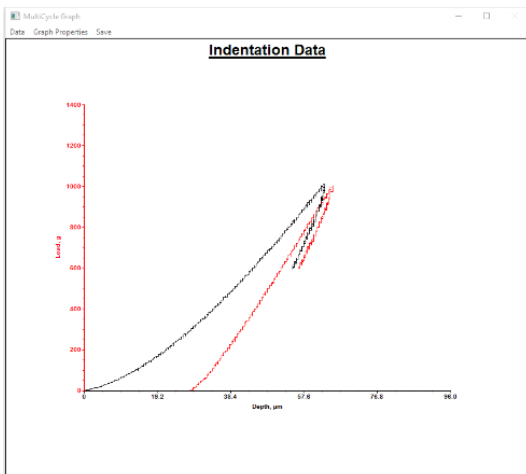 MultiCycle Graph
Data Graph Properties Save
Indentation Data
1400
1200
1000
800
600
400
200
0
Load, g
0 19.2 38.4 57.6 76.8 96.0
Depth, µm